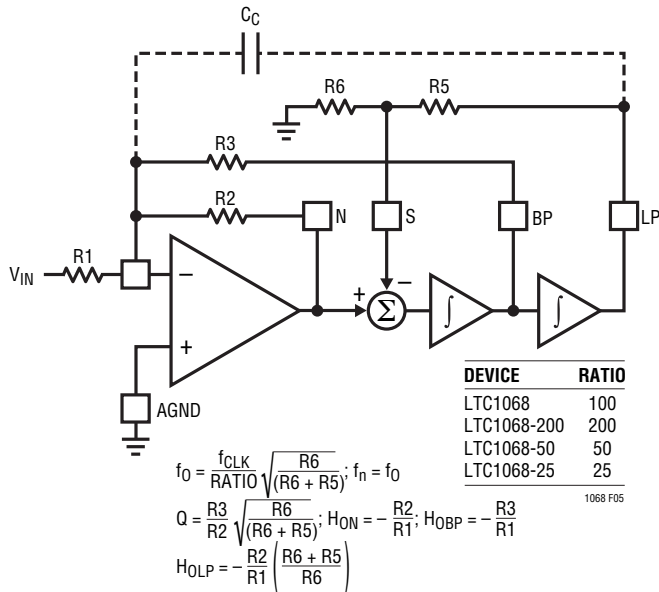 C_C
R6 R5
R3
R2 N S BP LP
R1
V_IN
−
+ − Σ ∫ ∫
+
AGND
DEVICE RATIO
LTC1068 100
LTC1068-200 200
LTC1068-50 50
LTC1068-25 25
1068 F05
f_O = f_CLK/RATIO √(R6/(R6 + R5)); f_n = f_O
Q = R3/R2 √(R6/(R6 + R5)); H_ON = − R2/R1; H_OBP = − R3/R1
H_OLP = − R2/R1 ((R6 + R5)/R6)